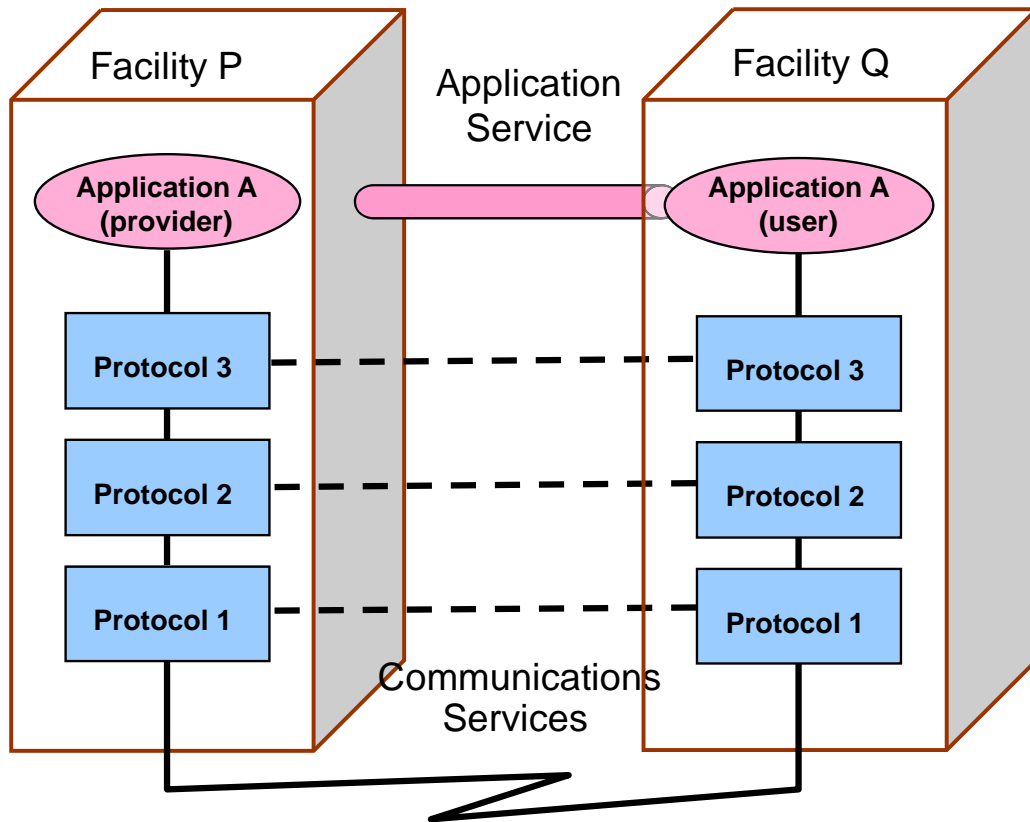 Facility P
Facility Q
Application
Service
Application A
(provider)
Application A
(user)
Protocol 3
Protocol 3
Protocol 2
Protocol 2
Protocol 1
Protocol 1
Communications
Services